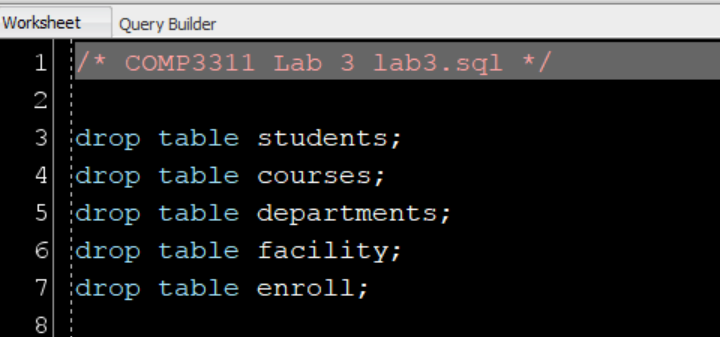 Worksheet Query Builder
1 /* COMP3311 Lab 3 lab3.sql */
2
3 drop table students;
4 drop table courses;
5 drop table departments;
6 drop table facility;
7 drop table enroll;
8